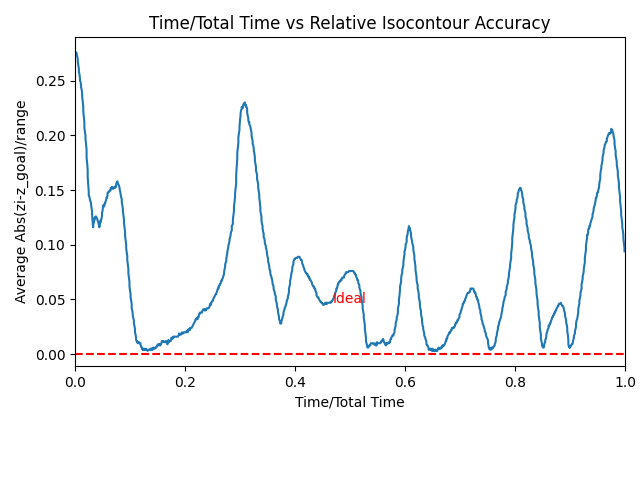 Time/Total Time vs Relative Isocontour Accuracy
Average Abs(zi-z_goal)/range
0.25
0.20
0.15
0.10
0.05
0.00
Ideal
0.0 0.2 0.4 0.6 0.8 1.0
Time/Total Time